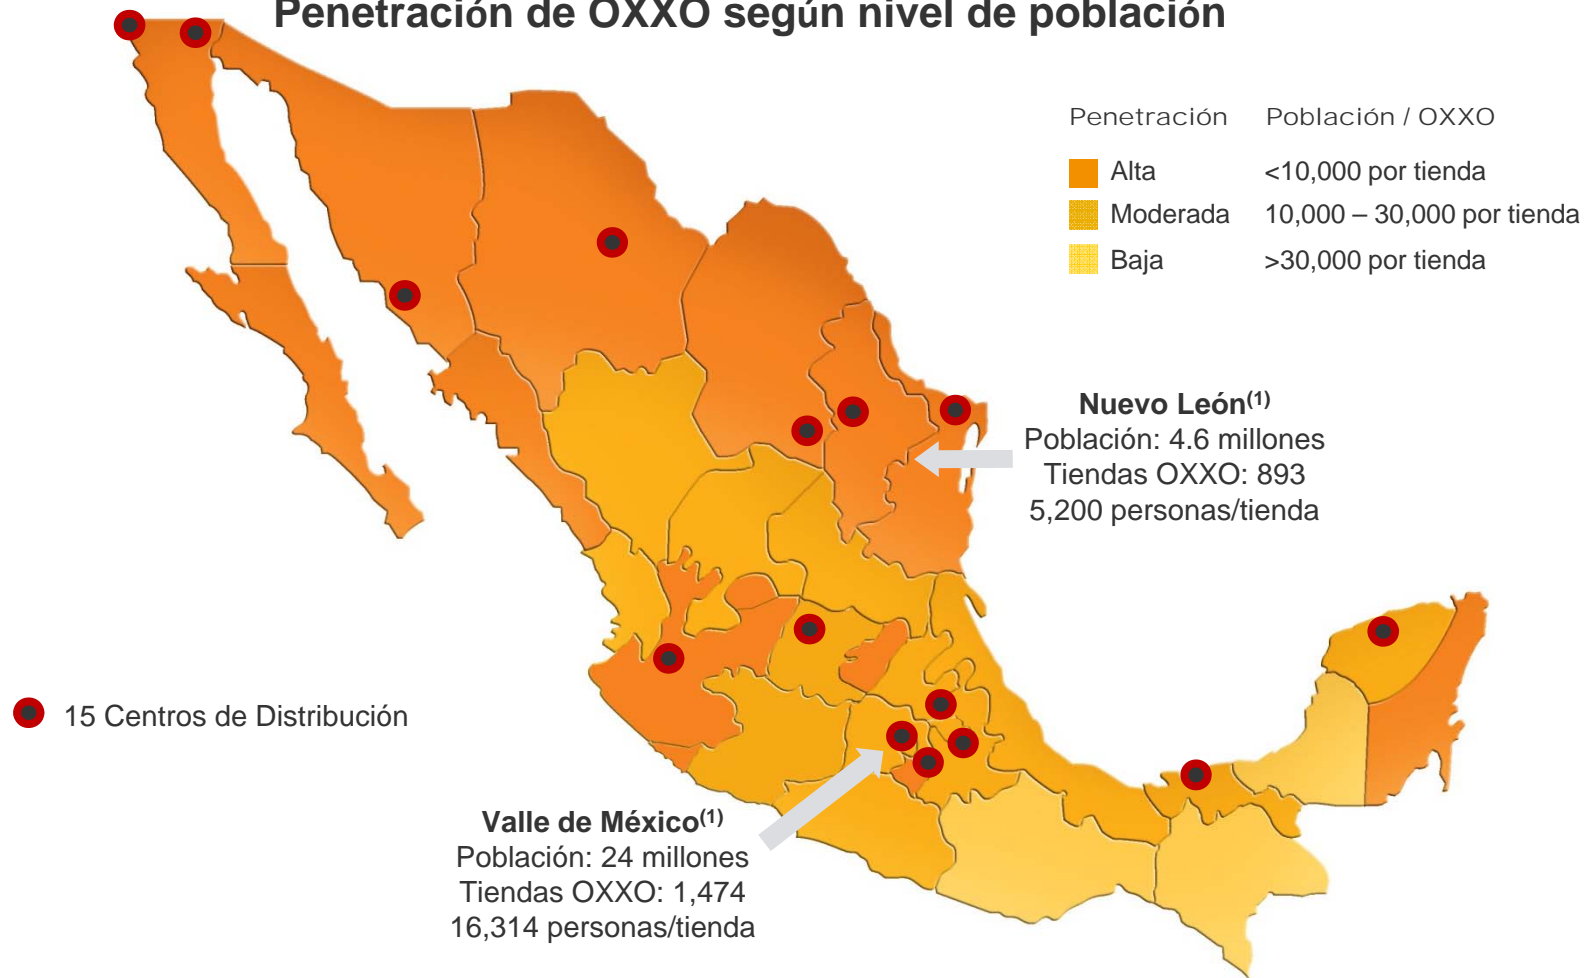 Penetración de OXXO según nivel de población
Penetración Población / OXXO
Alta <10,000 por tienda
Moderada 10,000 – 30,000 por tienda
Baja >30,000 por tienda
Nuevo León(1)
Población: 4.6 millones
Tiendas OXXO: 893
5,200 personas/tienda
15 Centros de Distribución
Valle de México(1)
Población: 24 millones
Tiendas OXXO: 1,474
16,314 personas/tienda